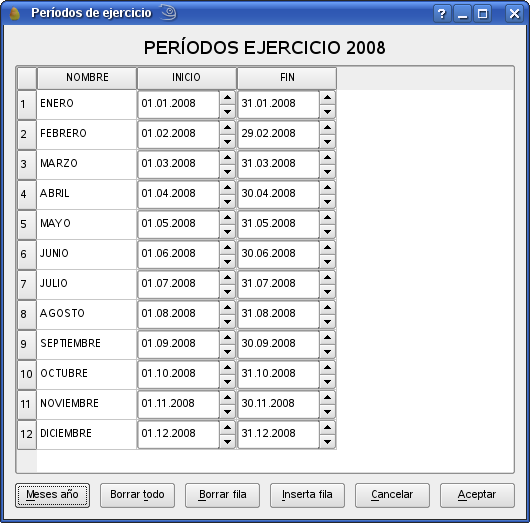 Períodos de ejercicio
PERÍODOS EJERCICIO 2008
NOMBRE INICIO FIN
1 ENERO 01.01.2008 31.01.2008
2 FEBRERO 01.02.2008 29.02.2008
3 MARZO 01.03.2008 31.03.2008
4 ABRIL 01.04.2008 30.04.2008
5 MAYO 01.05.2008 31.05.2008
6 JUNIO 01.06.2008 30.06.2008
7 JULIO 01.07.2008 31.07.2008
8 AGOSTO 01.08.2008 31.08.2008
9 SEPTIEMBRE 01.09.2008 30.09.2008
10 OCTUBRE 01.10.2008 31.10.2008
11 NOVIEMBRE 01.11.2008 30.11.2008
12 DICIEMBRE 01.12.2008 31.12.2008
Meses año Borrar todo Borrar fila Inserta fila Cancelar Aceptar